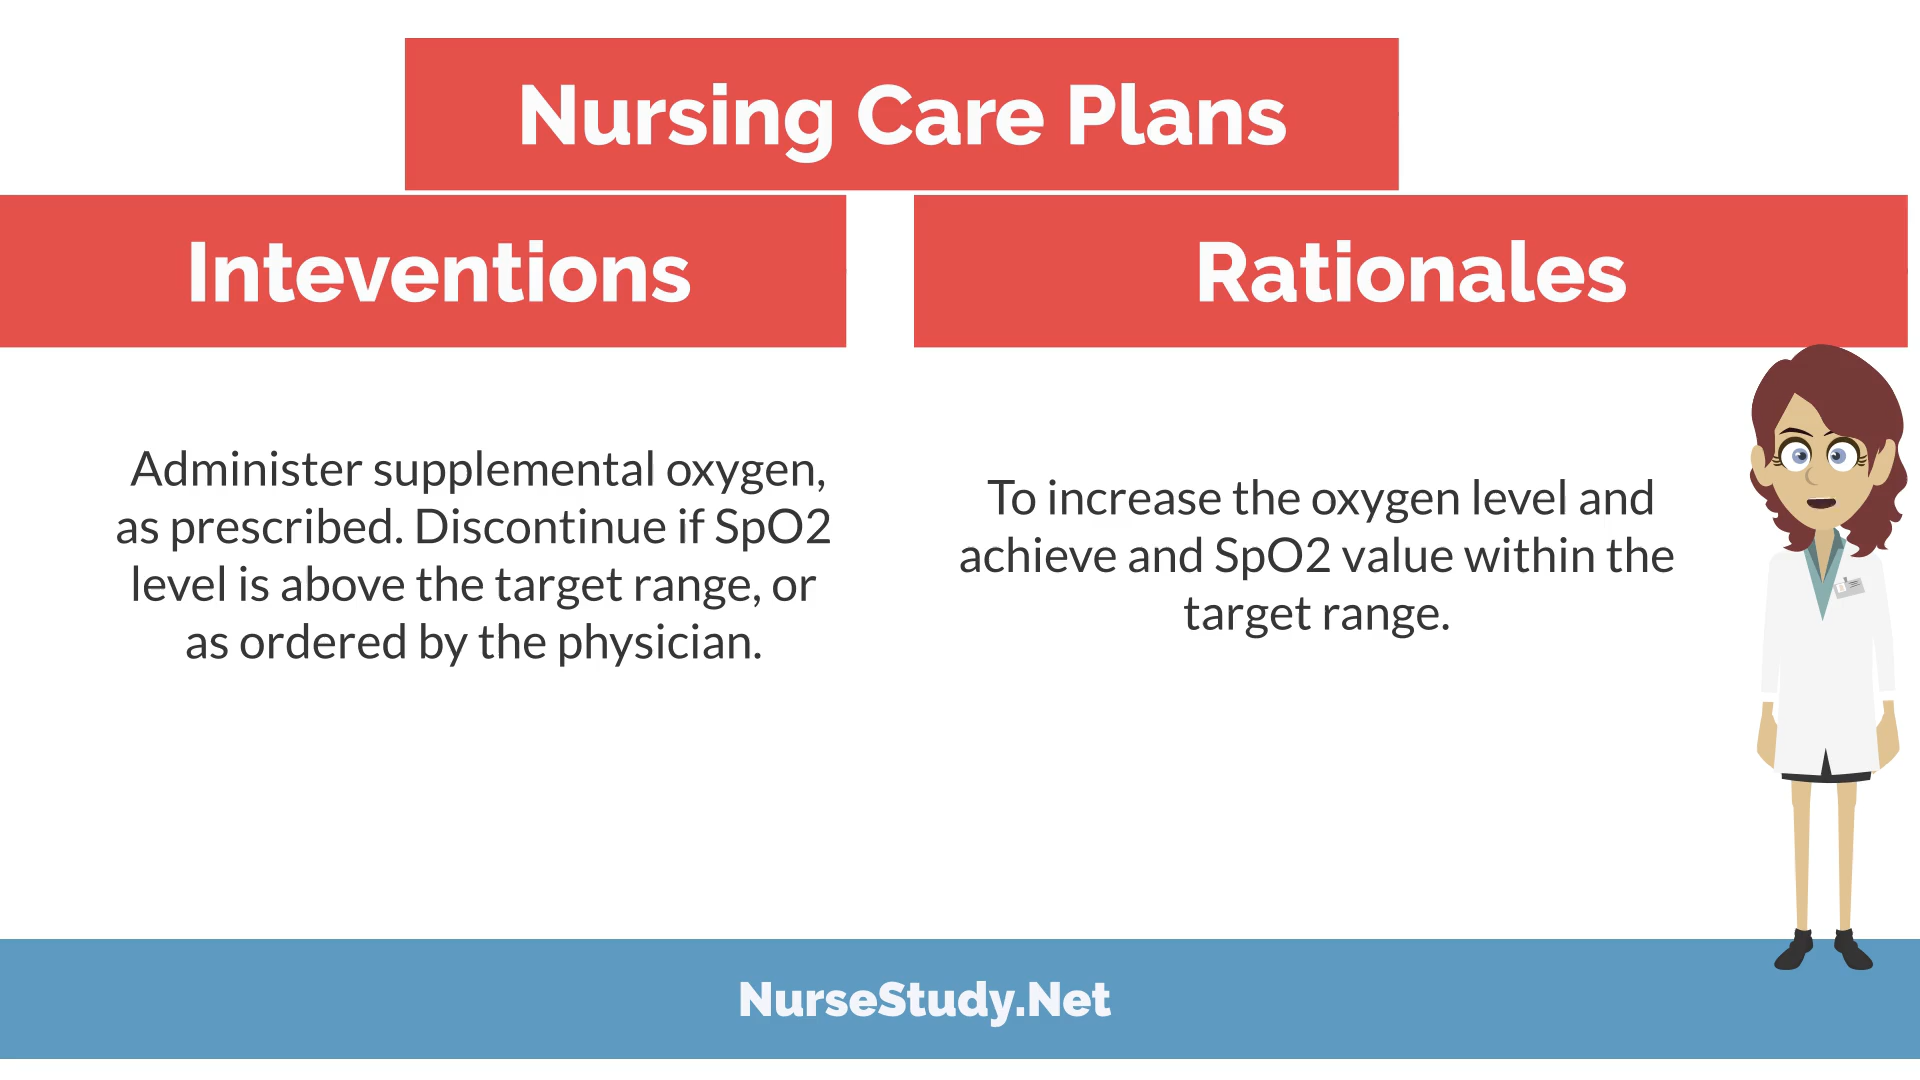 Nursing Care Plans
Inteventions
Rationales
Administer supplemental oxygen,
as prescribed. Discontinue if SpO2
level is above the target range, or
as ordered by the physician.
To increase the oxygen level and
achieve and SpO2 value within the
target range.
NurseStudy.Net